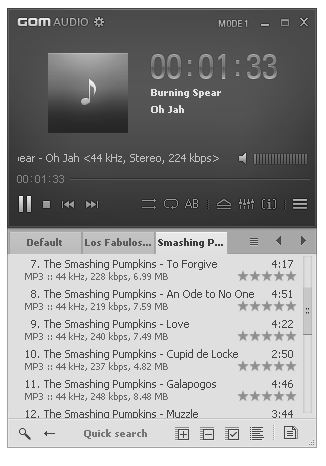 GOM AUDIO MODE1
00:01:33
Burning Spear
Oh Jah
ear - Oh Jah <44 kHz, Stereo, 224 kbps>
00:01:33
AB
Default Los Fabulos... Smashing P...
7. The Smashing Pumpkins - To Forgive 4:17
MP3 :: 44 kHz, 228 kbps, 6.99 MB
8. The Smashing Pumpkins - An Ode to No One 4:51
MP3 :: 44 kHz, 219 kbps, 7.59 MB
9. The Smashing Pumpkins - Love 4:22
MP3 :: 44 kHz, 240 kbps, 7.49 MB
10. The Smashing Pumpkins - Cupid de Locke 2:50
MP3 :: 44 kHz, 237 kbps, 4.82 MB
11. The Smashing Pumpkins - Galapogos 4:46
MP3 :: 44 kHz, 248 kbps, 8.48 MB
12. The Smashing Pumpkins - Muzzle 3:44
Quick search